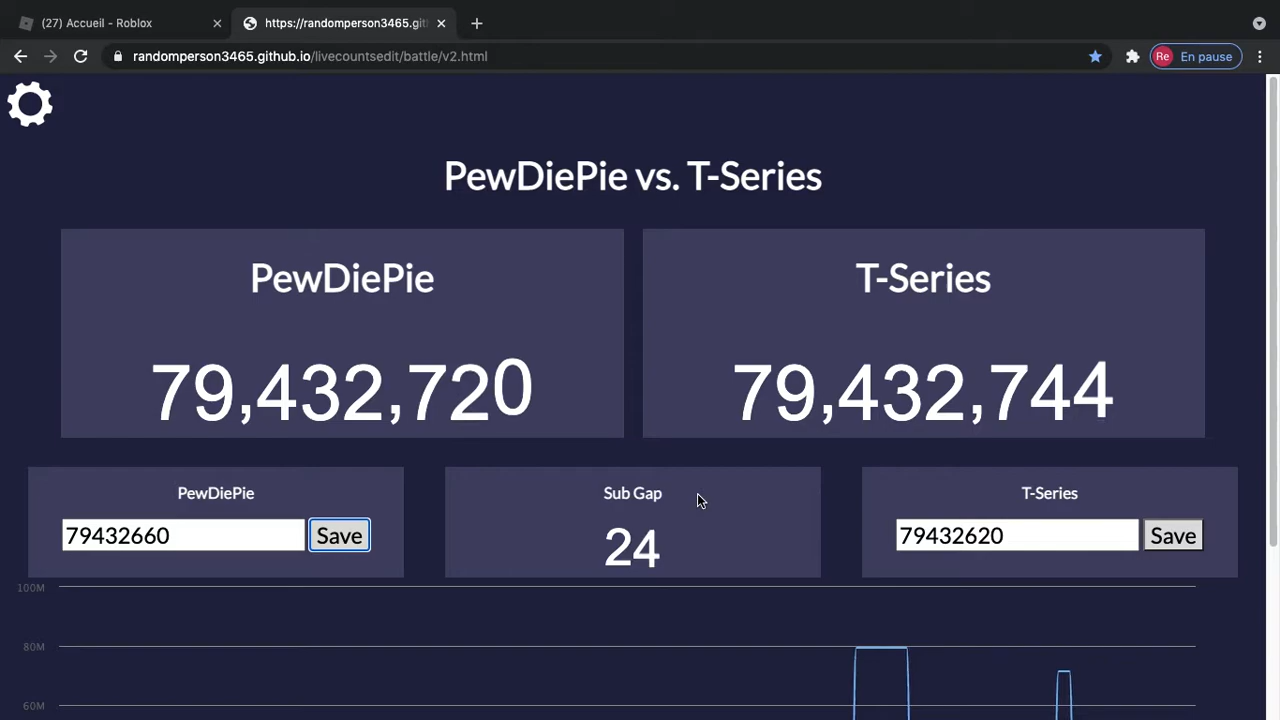 (27) Accueil - Roblox
https://randomperson3465.git
randomperson3465.github.io/livecountsedit/battle/v2.html
Re
En pause
PewDiePie vs. T-Series
PewDiePie
T-Series
79,432,720
79,432,744
PewDiePie
Sub Gap
T-Series
79432660
Save
24
79432620
Save
100M
80M
60M